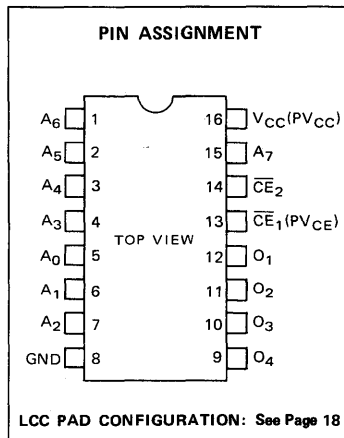 PIN ASSIGNMENT
A6 1 16 VCC(PVCC)
A5 2 15 A7
A4 3 14 C̅E̅2
A3 4 13 C̅E̅1(PVCE)
TOP VIEW
A0 5 12 O1
A1 6 11 O2
A2 7 10 O3
GND 8 9 O4
LCC PAD CONFIGURATION: See Page 18